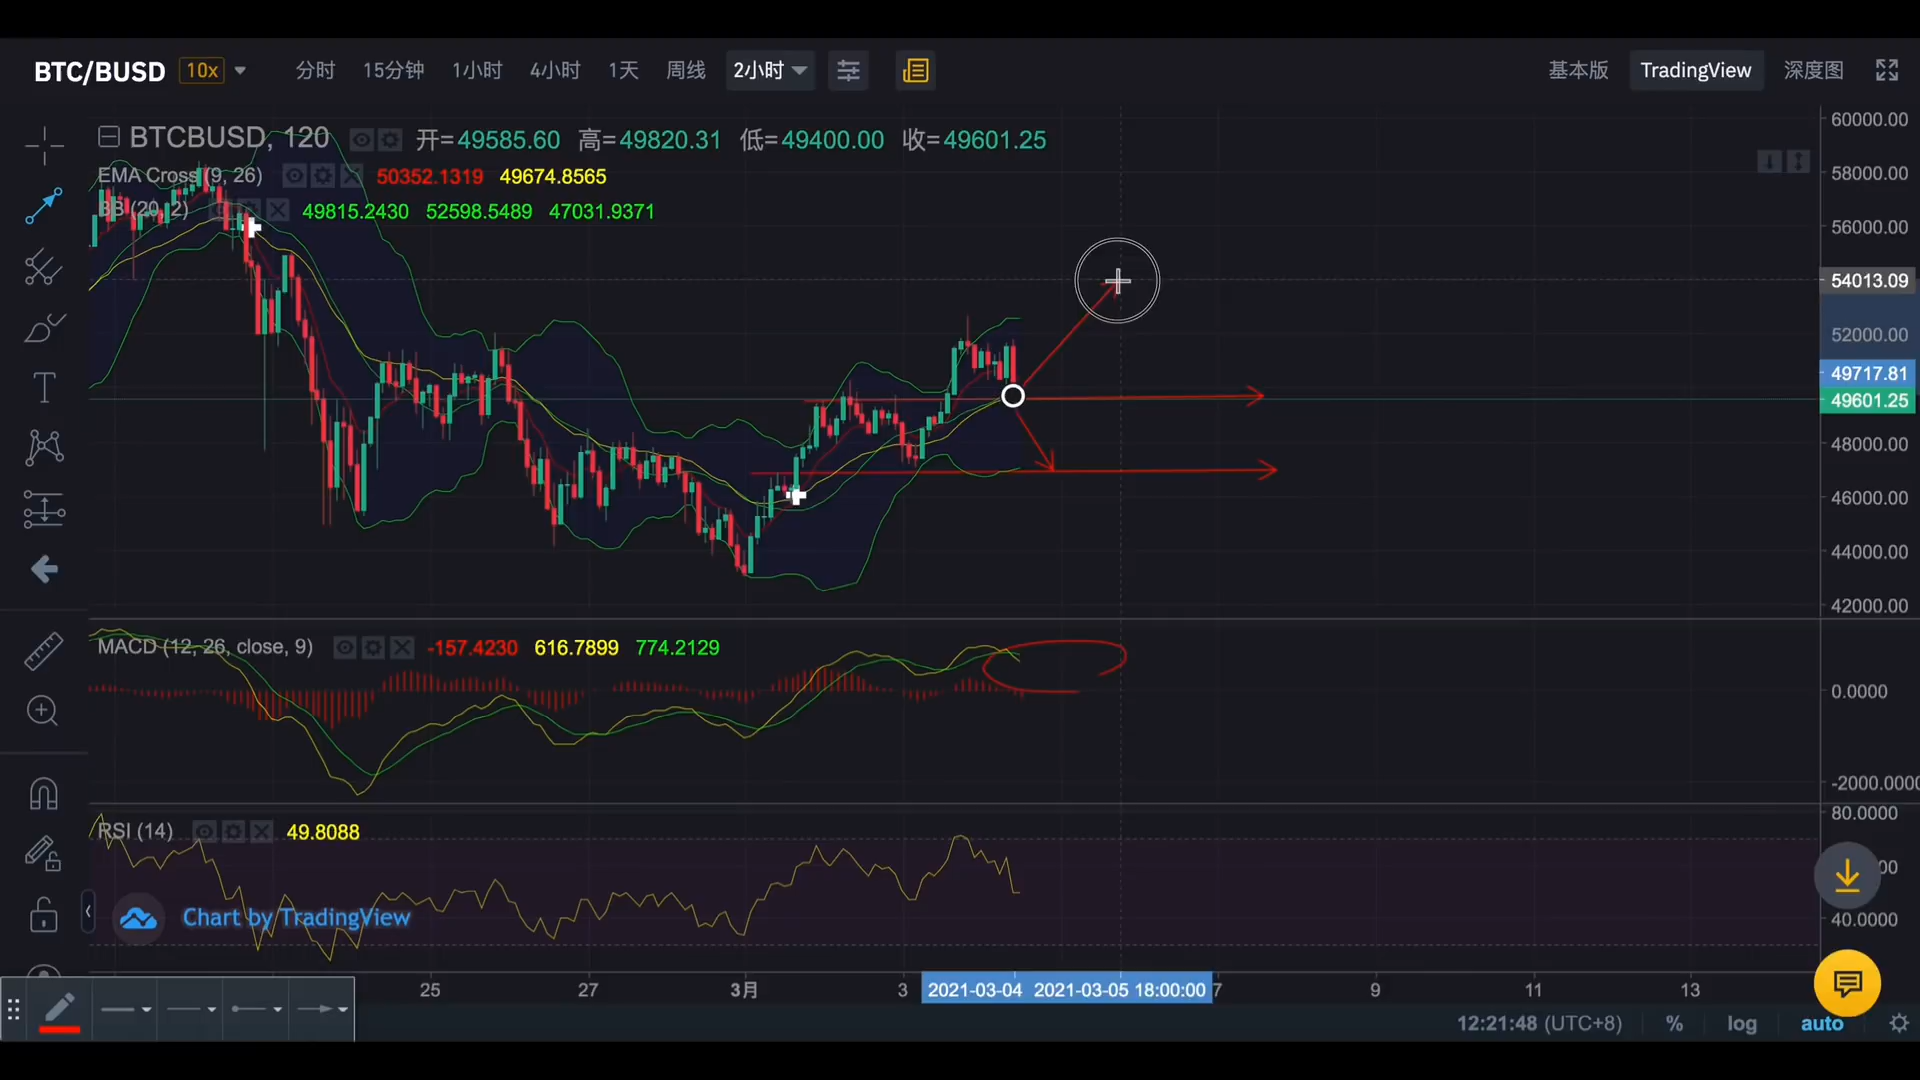 BTC/BUSD 10x 分时 15分钟 1小时 4小时 1天 周线 2小时 基本版 TradingView 深度图
BTCBUSD, 120 开=49585.60 高=49820.31 低=49400.00 收=49601.25
EMA Cross (9, 26) 50352.1319 49674.8565
BB (20, 2) 49815.2430 52598.5489 47031.9371
60000.00
58000.00
56000.00
54013.09
52000.00
49717.81
49601.25
48000.00
46000.00
44000.00
42000.00
MACD (12, 26, close, 9) -157.4230 616.7899 774.2129
0.0000
-2000.0000
RSI (14) 49.8088
80.0000
40.0000
Chart by TradingView
25 27 3月 3 2021-03-04 2021-03-05 18:00:00 7 9 11 13
12:21:48 (UTC+8) % log auto